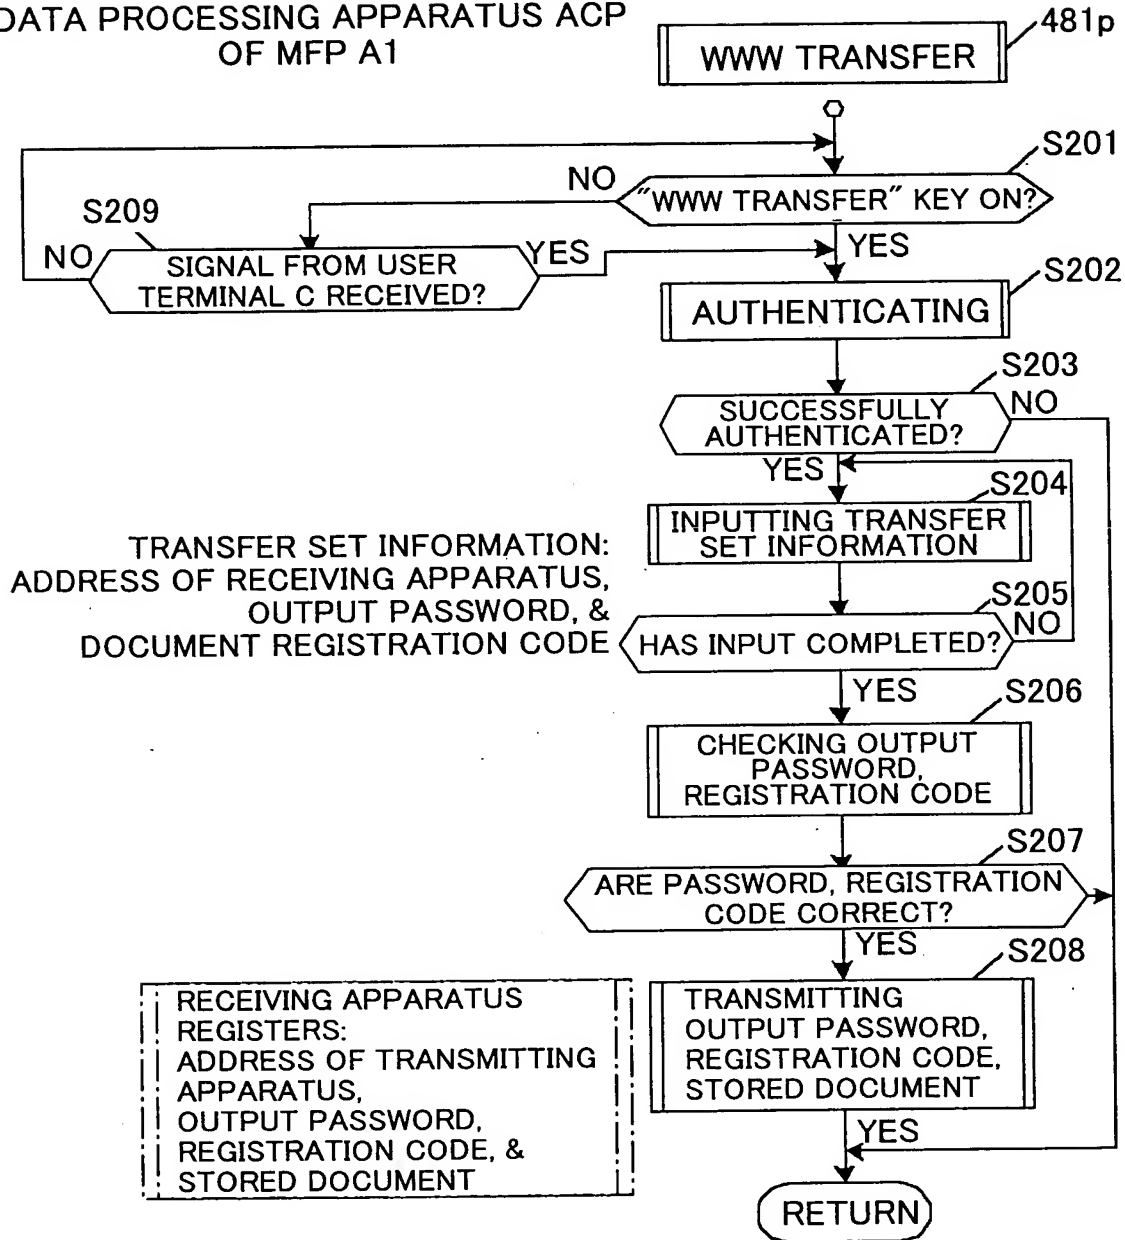 DATA PROCESSING APPARATUS ACP
OF MFP A1
481p
WWW TRANSFER
S201
NO
"WWW TRANSFER" KEY ON?
S209
NO
SIGNAL FROM USER
TERMINAL C RECEIVED?
YES
YES
S202
AUTHENTICATING
S203
SUCCESSFULLY
AUTHENTICATED?
NO
YES
S204
INPUTTING TRANSFER
SET INFORMATION
TRANSFER SET INFORMATION:
ADDRESS OF RECEIVING APPARATUS,
OUTPUT PASSWORD, &
DOCUMENT REGISTRATION CODE
S205
HAS INPUT COMPLETED?
NO
YES
S206
CHECKING OUTPUT
PASSWORD,
REGISTRATION CODE
S207
ARE PASSWORD, REGISTRATION
CODE CORRECT?
YES
S208
TRANSMITTING
OUTPUT PASSWORD,
REGISTRATION CODE,
STORED DOCUMENT
RECEIVING APPARATUS
REGISTERS:
ADDRESS OF TRANSMITTING
APPARATUS,
OUTPUT PASSWORD,
REGISTRATION CODE, &
STORED DOCUMENT
YES
RETURN